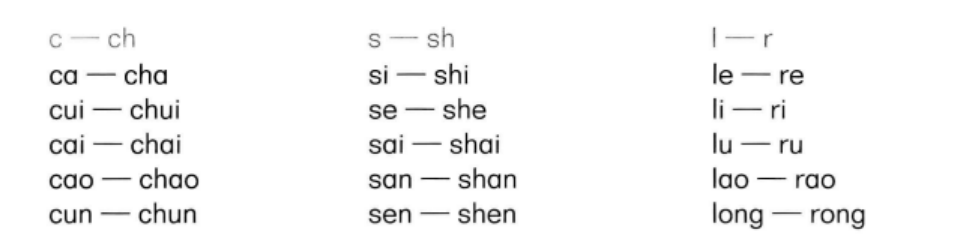 c — ch
ca — cha
cui — chui
cai — chai
cao — chao
cun — chun
s — sh
si — shi
se — she
sai — shai
san — shan
sen — shen
l — r
le — re
li — ri
lu — ru
lao — rao
long — rong